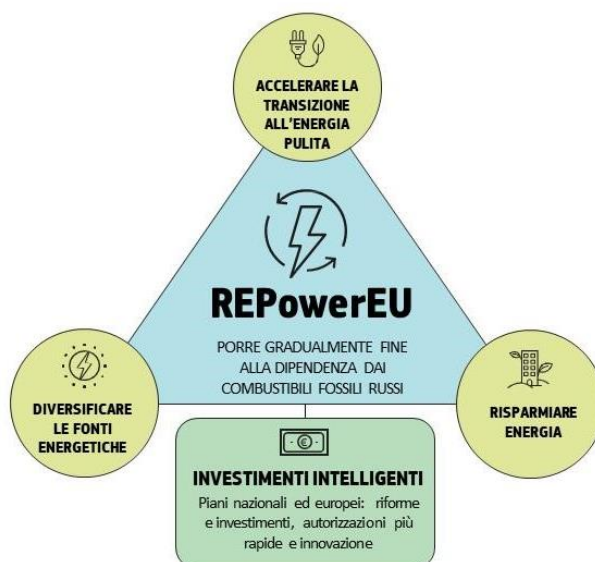 ACCELERARE LA
TRANSIZIONE
ALL'ENERGIA
PULITA
REPowerEU
PORRE GRADUALMENTE FINE
ALLA DIPENDENZA DAI
COMBUSTIBILI FOSSILI RUSSI
DIVERSIFICARE
LE FONTI
ENERGETICHE
RISPARMIARE
ENERGIA
€
INVESTIMENTI INTELLIGENTI
Piani nazionali ed europei: riforme
e investimenti, autorizzazioni più
rapide e innovazione